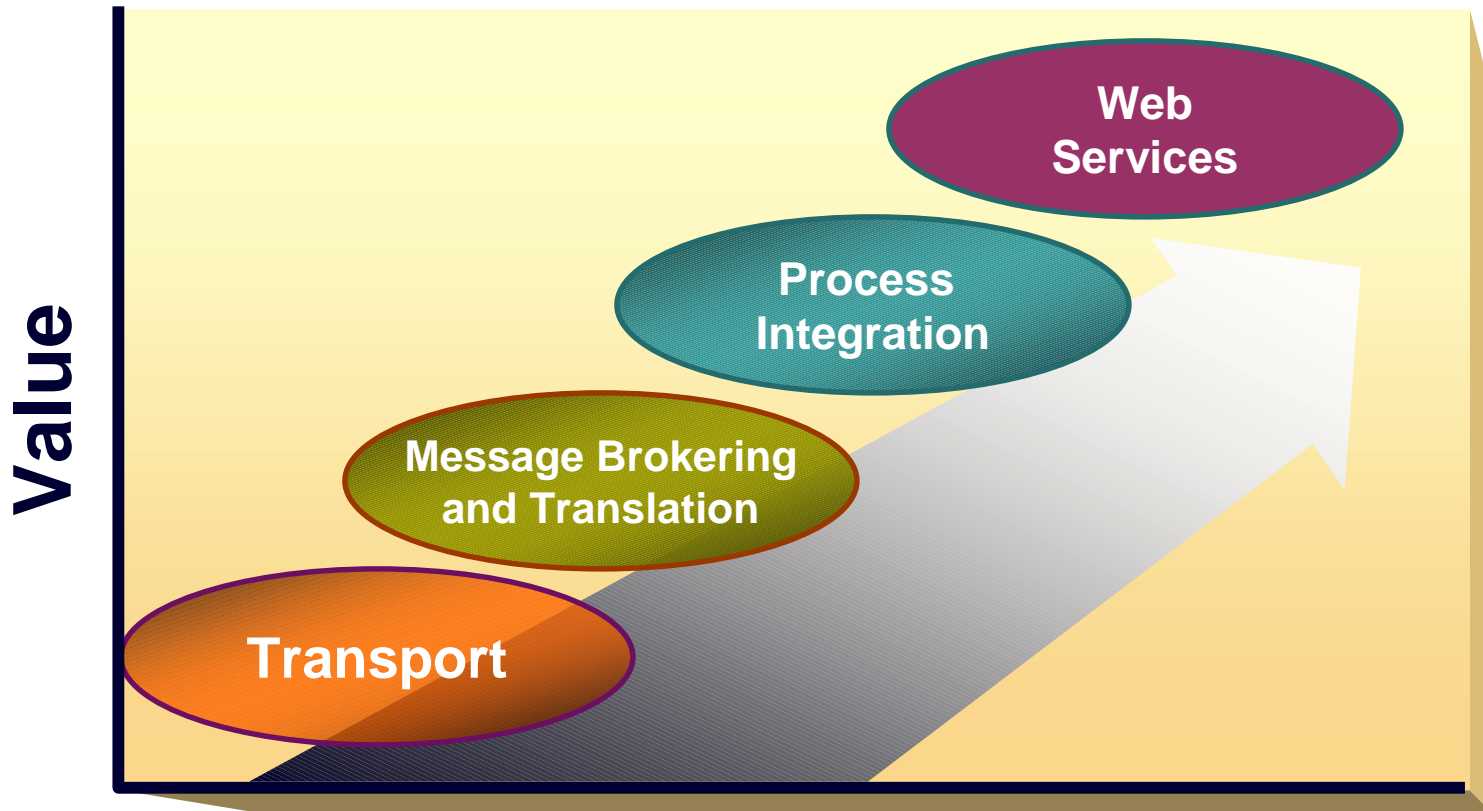 Value
Web
Services
Process
Integration
Message Brokering
and Translation
Transport